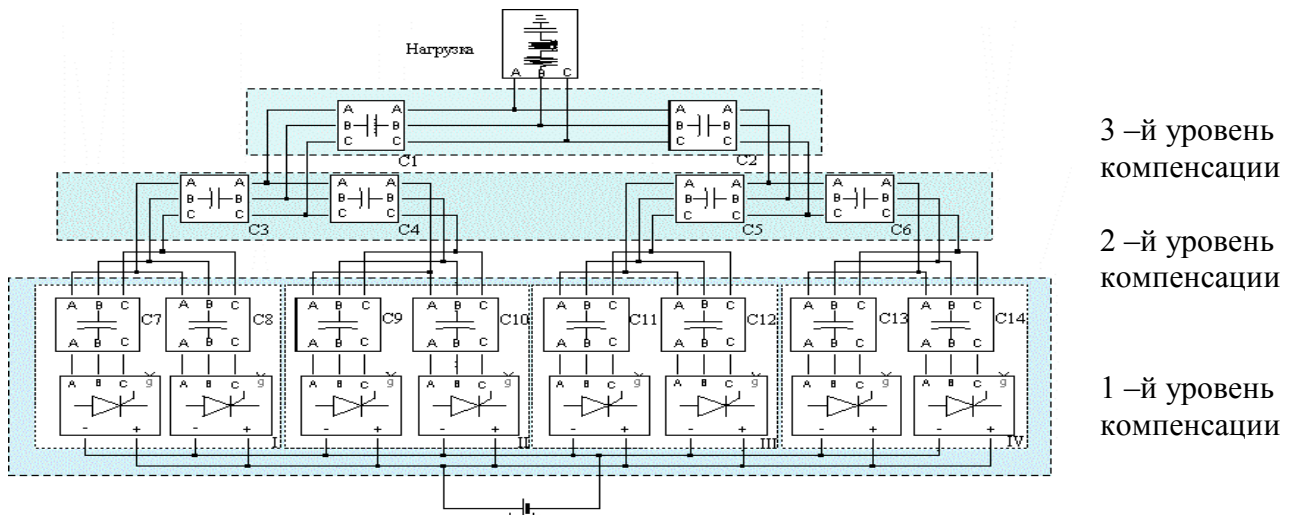 Нагрузка
A B C
A A
B B
C C
C1
A A
B B
C C
C2
3 –й уровень
компенсации
A A
B B
C C
C3
A A
B B
C C
C4
A A
B B
C C
C5
A A
B B
C C
C6
2 –й уровень
компенсации
A B C
C7
A B C
C8
A B C
C9
A B C
C10
A B C
C11
A B C
C12
A B C
C13
A B C
C14
A B C g
- +
A B C g
- +
I
A B C g
- +
A B C g
- +
II
A B C g
- +
A B C g
- +
III
A B C g
- +
A B C g
- +
IV
1 –й уровень
компенсации